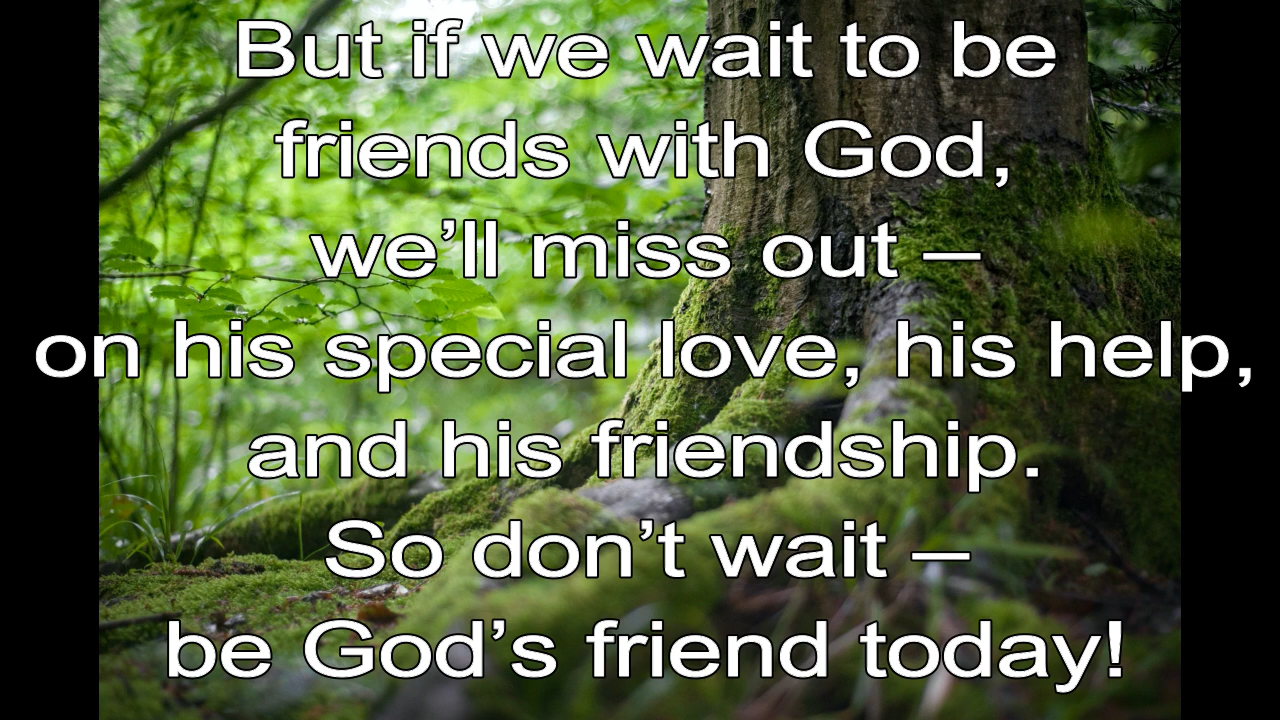 But if we wait to be
friends with God,
we’ll miss out –
on his special love, his help,
and his friendship.
So don’t wait –
be God’s friend today!